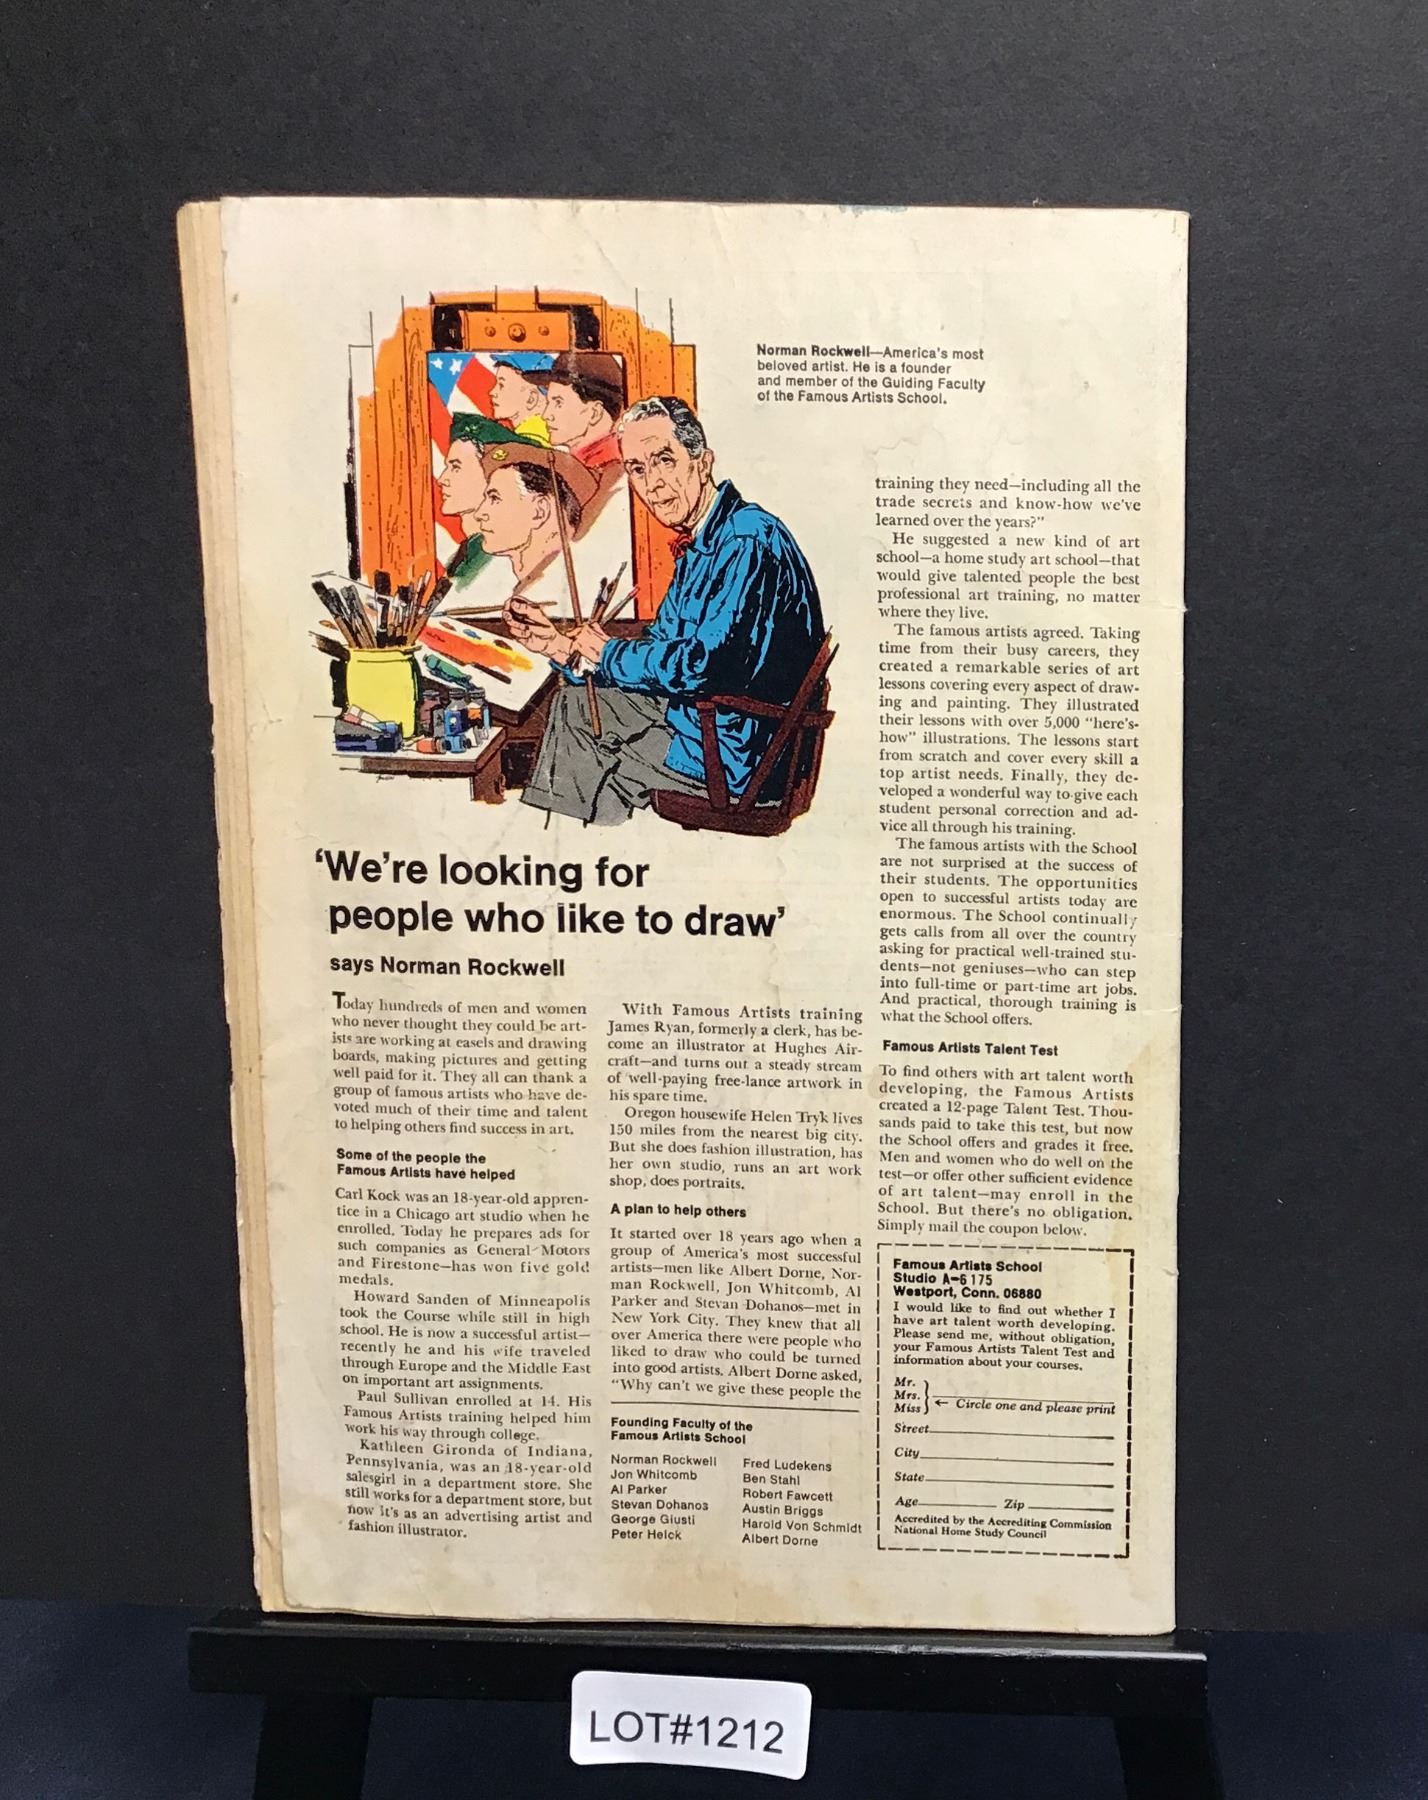 Norman Rockwell—America's most
beloved artist. He is a founder
and member of the Guiding Faculty
of the Famous Artists School.
'We're looking for
people who like to draw'
says Norman Rockwell
Today hundreds of men and women
who never thought they could be art-
ists are working at easels and drawing
boards, making pictures and getting
well paid for it. They all can thank a
group of famous artists who have de-
voted much of their time and talent
to helping others find success in art.
Some of the people the
Famous Artists have helped
Carl Kock was an 18-year-old appren-
tice in a Chicago art studio when he
enrolled. Today he prepares ads for
such companies as General Motors
and Firestone—has won five gold
medals.
Howard Sanden of Minneapolis
took the Course while still in high
school. He is now a successful artist—
recently he and his wife traveled
through Europe and the Middle East
on important art assignments.
Paul Sullivan enrolled at 14. His
Famous Artists training helped him
work his way through college.
Kathleen Gironda of Indiana,
Pennsylvania, was an 18-year-old
salesgirl in a department store. She
still works for a department store, but
now it's as an advertising artist and
fashion illustrator.
With Famous Artists training
James Ryan, formerly a clerk, has be-
come an illustrator at Hughes Air-
craft—and turns out a steady stream
of well-paying free-lance artwork in
his spare time.
Oregon housewife Helen Tryk lives
150 miles from the nearest big city.
But she does fashion illustration, has
her own studio, runs an art work
shop, does portraits.
A plan to help others
It started over 18 years ago when a
group of America's most successful
artists—men like Albert Dorne, Nor-
man Rockwell, Jon Whitcomb, Al
Parker and Stevan Dohanos—met in
New York City. They knew that all
over America there were people who
liked to draw who could be turned
into good artists. Albert Dorne asked,
"Why can't we give these people the
Founding Faculty of the
Famous Artists School
Norman Rockwell
Jon Whitcomb
Al Parker
Stevan Dohanos
George Giusti
Peter Helck
Fred Ludekens
Ben Stahl
Robert Fawcett
Austin Briggs
Harold Von Schmidt
Albert Dorne
training they need—including all the
trade secrets and know-how we've
learned over the years?"
He suggested a new kind of art
school—a home study art school—that
would give talented people the best
professional art training, no matter
where they live.
The famous artists agreed. Taking
time from their busy careers, they
created a remarkable series of art
lessons covering every aspect of draw-
ing and painting. They illustrated
their lessons with over 5,000 "here's-
how" illustrations. The lessons start
from scratch and cover every skill a
top artist needs. Finally, they de-
veloped a wonderful way to give each
student personal correction and ad-
vice all through his training.
The famous artists with the School
are not surprised at the success of
their students. The opportunities
open to successful artists today are
enormous. The School continually
gets calls from all over the country
asking for practical well-trained stu-
dents—not geniuses—who can step
into full-time or part-time art jobs.
And practical, thorough training is
what the School offers.
Famous Artists Talent Test
To find others with art talent worth
developing, the Famous Artists
created a 12-page Talent Test. Thou-
sands paid to take this test, but now
the School offers and grades it free.
Men and women who do well on the
test—or offer other sufficient evidence
of art talent—may enroll in the
School. But there's no obligation.
Simply mail the coupon below.
Famous Artists School
Studio A-6175
Westport, Conn. 06880
I would like to find out whether I
have art talent worth developing.
Please send me, without obligation,
your Famous Artists Talent Test and
information about your courses.
Mr.
Mrs.
Miss ← Circle one and please print
Street
City
State
Age Zip
Accredited by the Accrediting Commission
National Home Study Council
LOT#1212